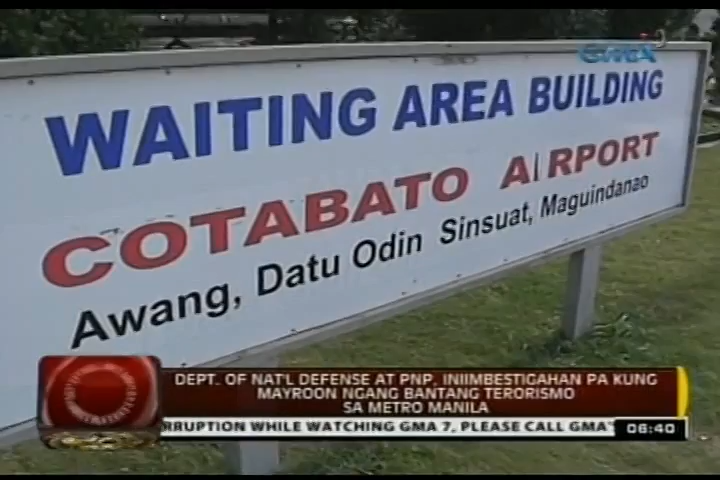 GMA
WAITING AREA BUILDING
COTABATO AIRPORT
Awang, Datu Odin Sinsuat, Maguindanao
DEPT. OF NAT'L DEFENSE AT PNP, INIIMBESTIGAHAN PA KUNG
MAYROON NGANG BANTANG TERORISMO
SA METRO MANILA
RRUPTION WHILE WATCHING GMA 7, PLEASE CALL GMA
06:40